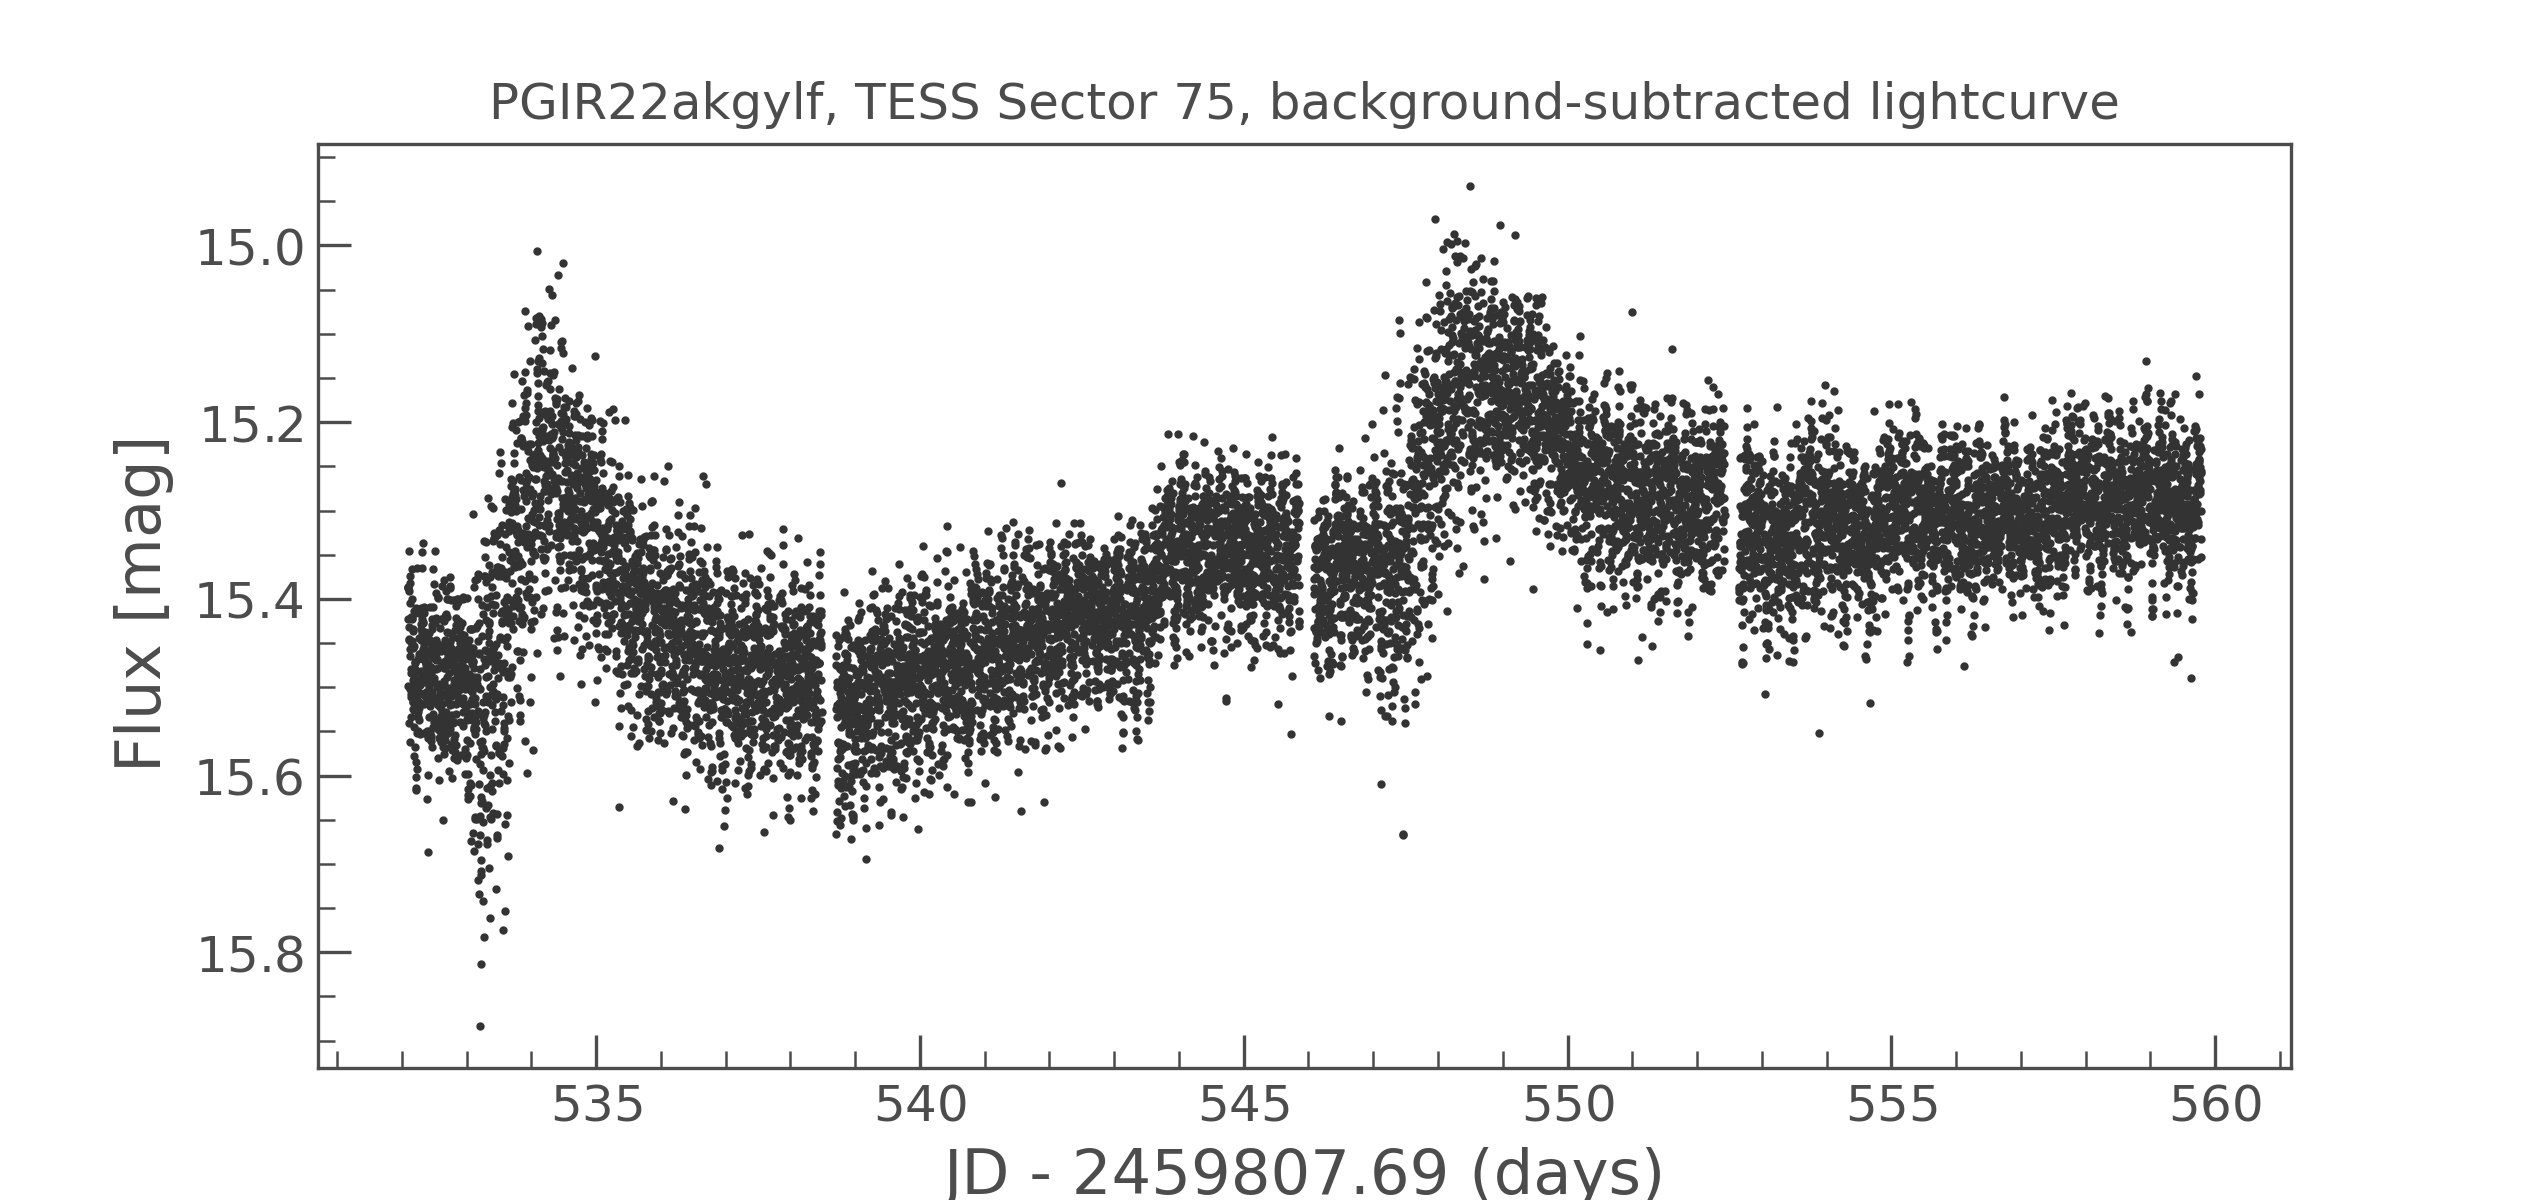 PGIR22akgylf, TESS Sector 75, background-subtracted lightcurve
Flux [mag]
15.0
15.2
15.4
15.6
15.8
535 540 545 550 555 560
JD - 2459807.69 (days)